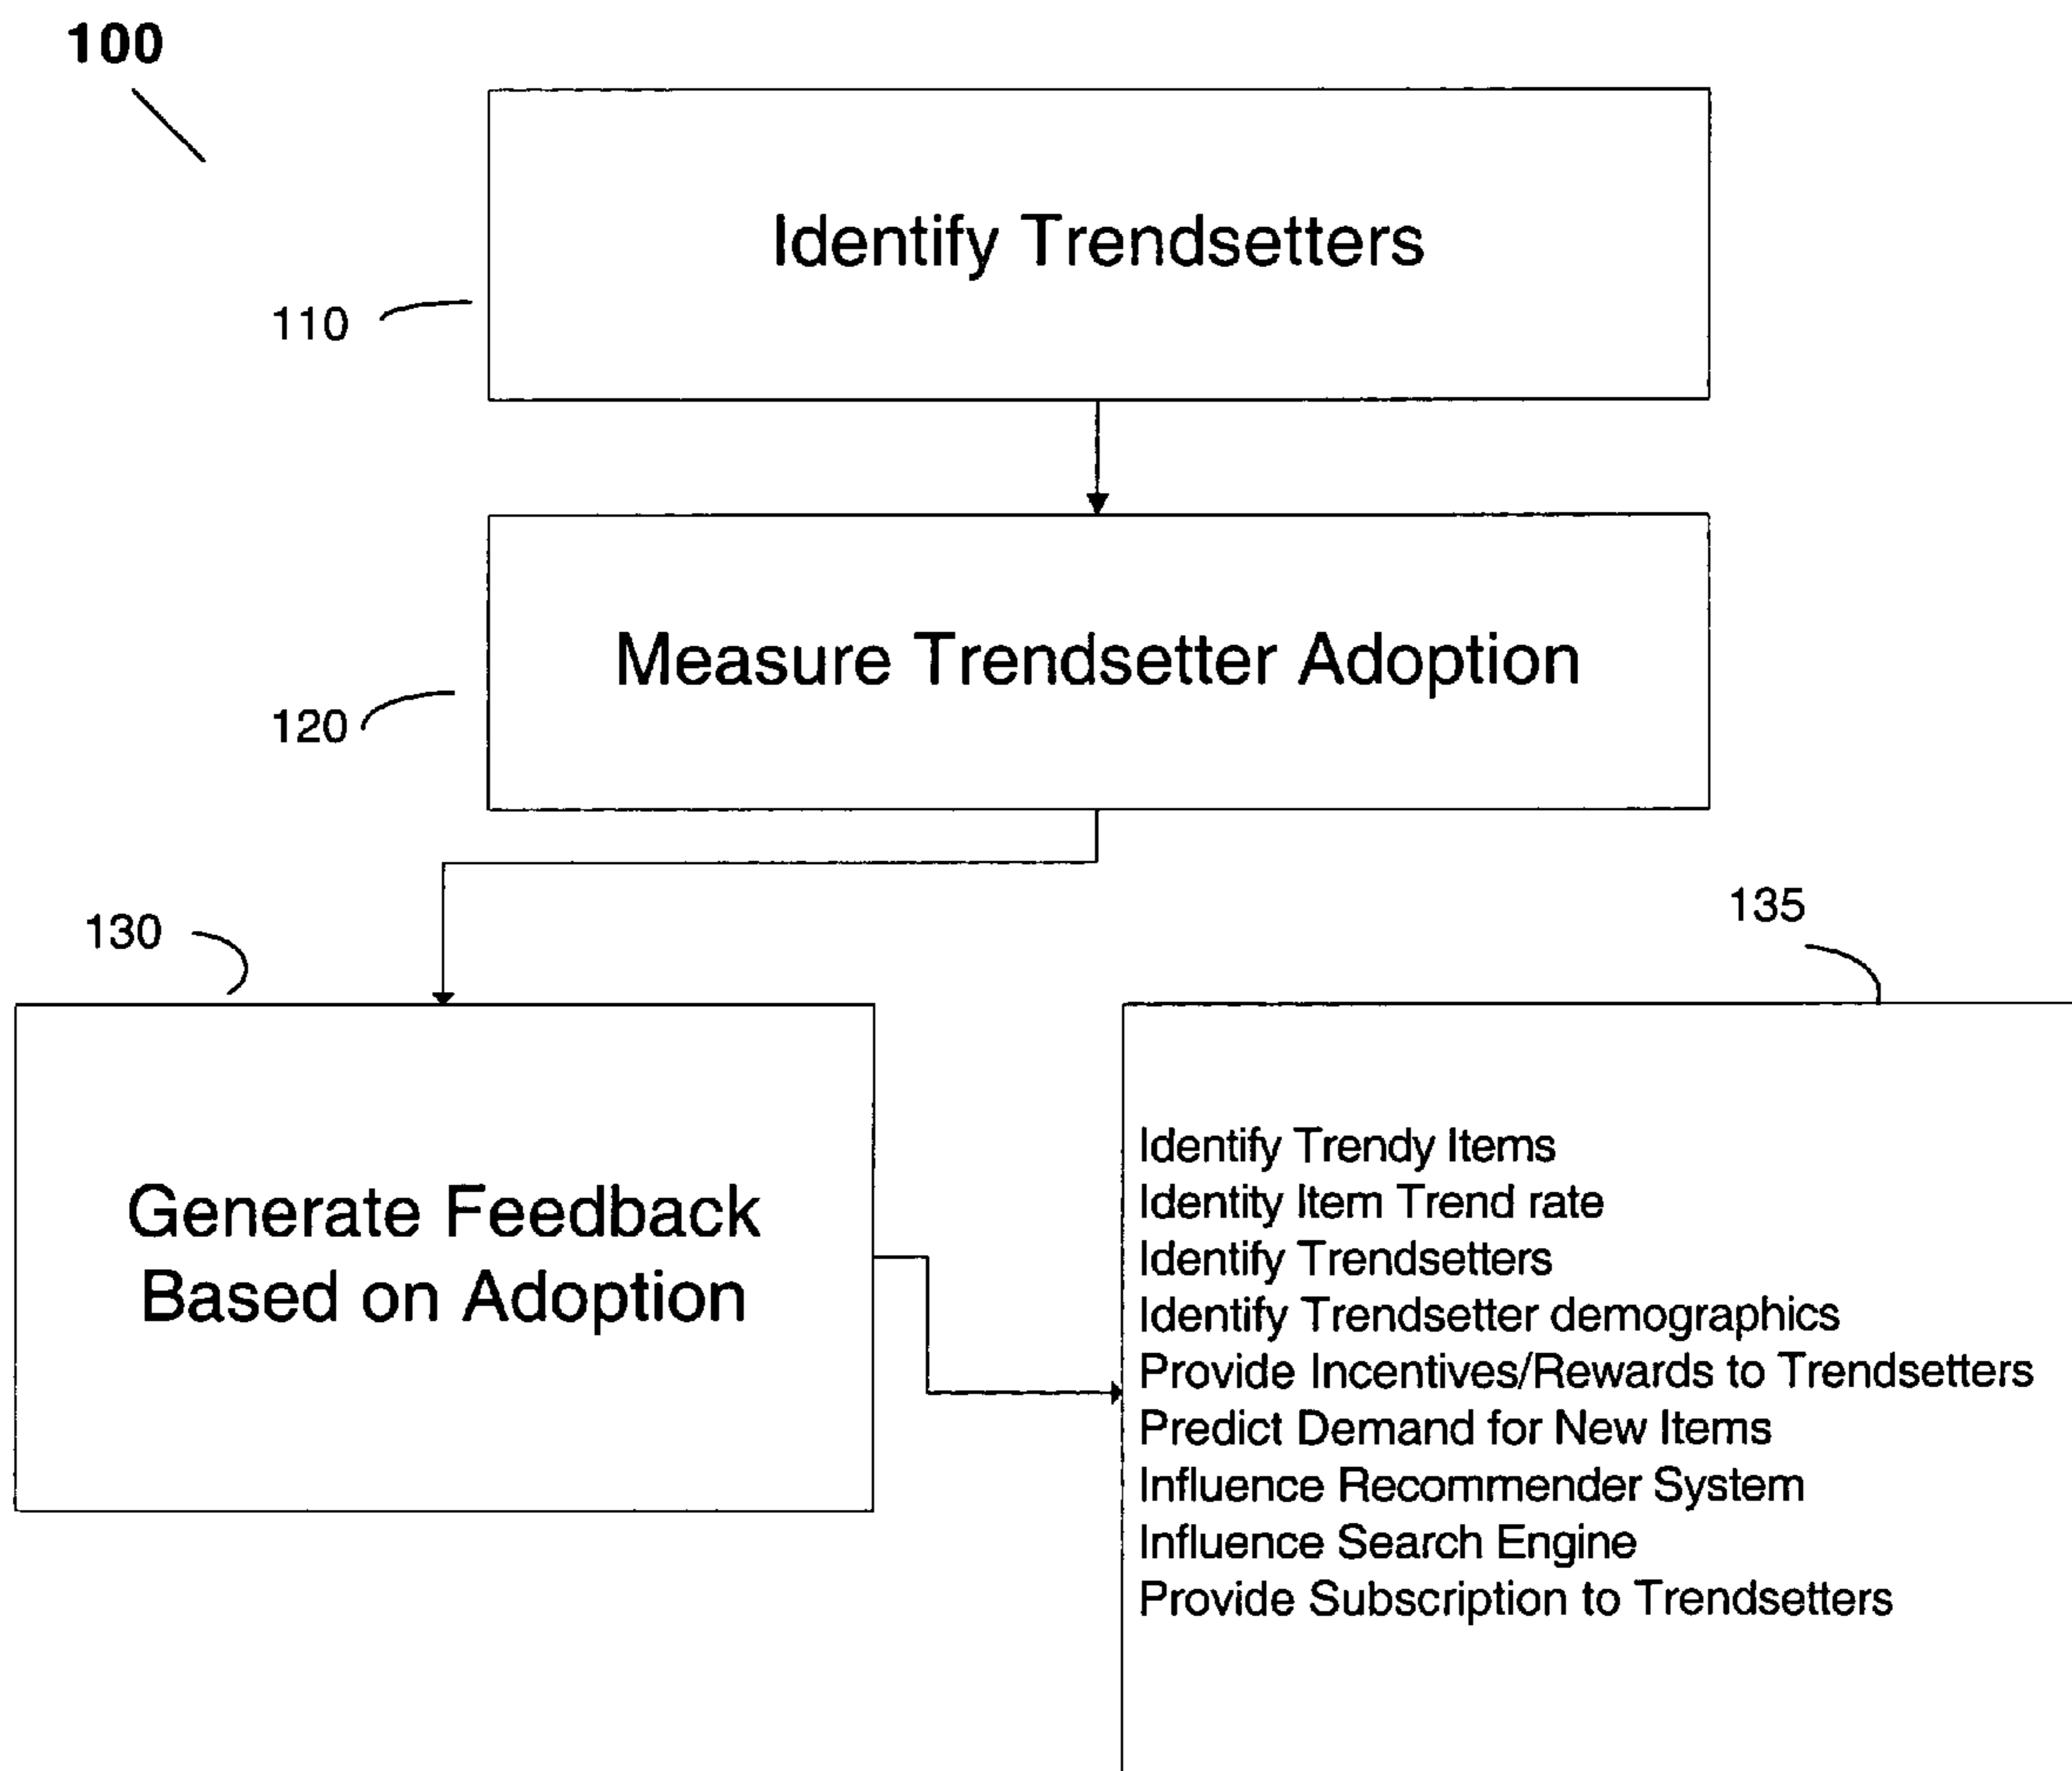 100
Identify Trendsetters
110
Measure Trendsetter Adoption
120
130
135
Generate Feedback
Based on Adoption
Identify Trendy Items
Identity Item Trend rate
Identify Trendsetters
Identify Trendsetter demographics
Provide Incentives/Rewards to Trendsetters
Predict Demand for New Items
Influence Recommender System
Influence Search Engine
Provide Subscription to Trendsetters